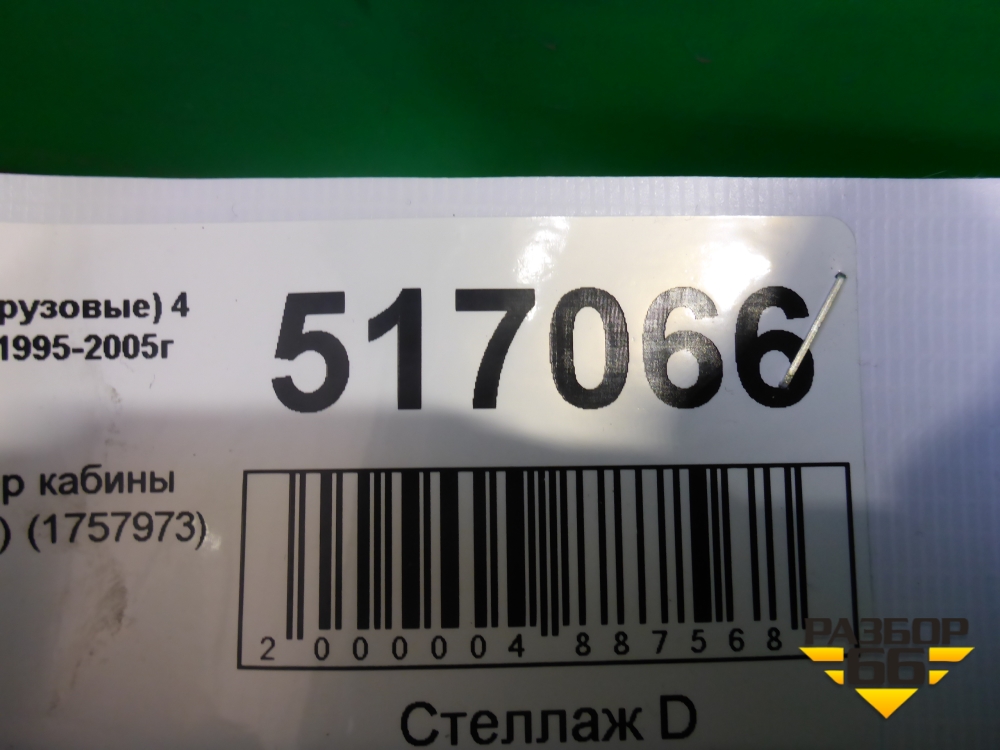 рузовые) 4
1995-2005г
517066
р кабины
) (1757973)
2 000004 887568
Стеллаж D
РАЗБОР
66